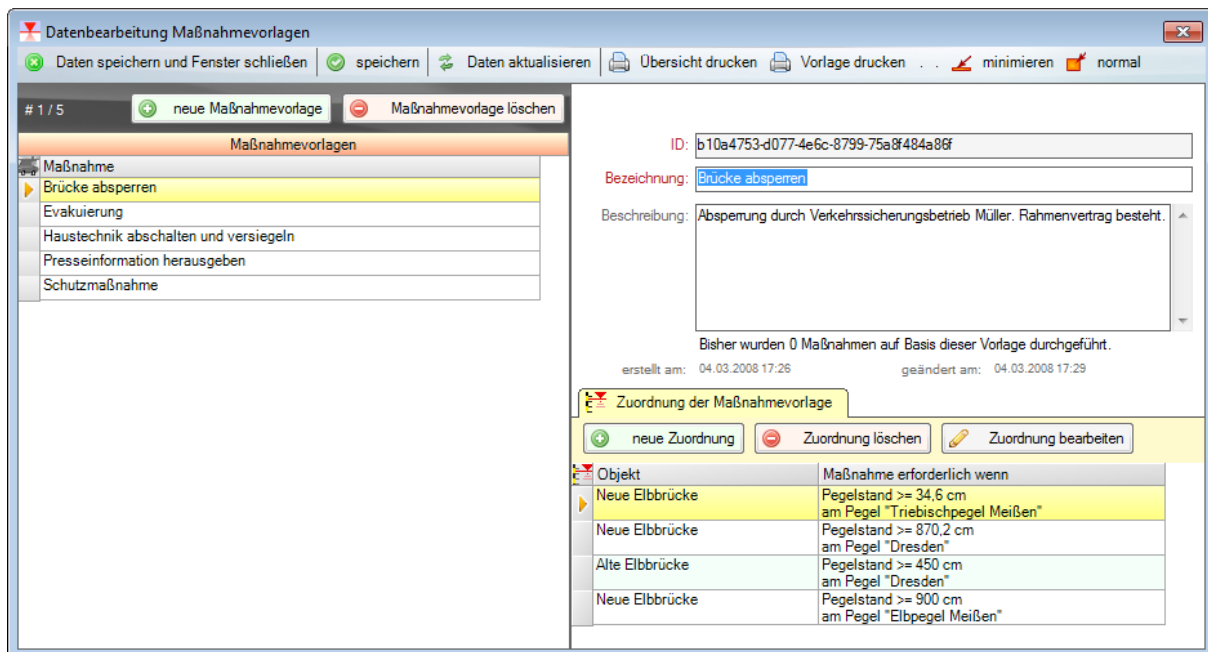 Datenbearbeitung Maßnahmevorlagen
Daten speichern und Fenster schließen speichern Daten aktualisieren Übersicht drucken Vorlage drucken . . minimieren normal
# 1 / 5 neue Maßnahmevorlage Maßnahmevorlage löschen
Maßnahmevorlagen
Maßnahme
Brücke absperren
Evakuierung
Haustechnik abschalten und versiegeln
Presseinformation herausgeben
Schutzmaßnahme
ID: b10a4753-d077-4e6c-8799-75a8f484a86f
Bezeichnung: Brücke absperren
Beschreibung: Absperrung durch Verkehrssicherungsbetrieb Müller. Rahmenvertrag besteht.
Bisher wurden 0 Maßnahmen auf Basis dieser Vorlage durchgeführt.
erstellt am: 04.03.2008 17:26 geändert am: 04.03.2008 17:29
Zuordnung der Maßnahmevorlage
neue Zuordnung Zuordnung löschen Zuordnung bearbeiten
Objekt Maßnahme erforderlich wenn
Neue Elbbrücke Pegelstand >= 34,6 cm
am Pegel "Triebischpegel Meißen"
Neue Elbbrücke Pegelstand >= 870,2 cm
am Pegel "Dresden"
Alte Elbbrücke Pegelstand >= 450 cm
am Pegel "Dresden"
Neue Elbbrücke Pegelstand >= 900 cm
am Pegel "Elbpegel Meißen"